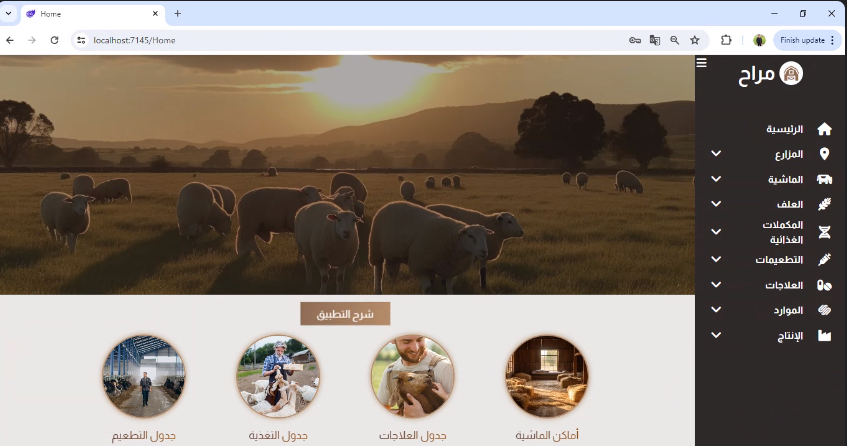 Home
localhost:7145/Home
Finish update
مراح
الرئيسية
المزارع
الماشية
العلف
المكملات
الغذائية
التطعيمات
العلاجات
الموارد
الإنتاج
شرح التطبيق
أماكن الماشية
جدول العلاجات
جدول التغذية
جدول التطعيم